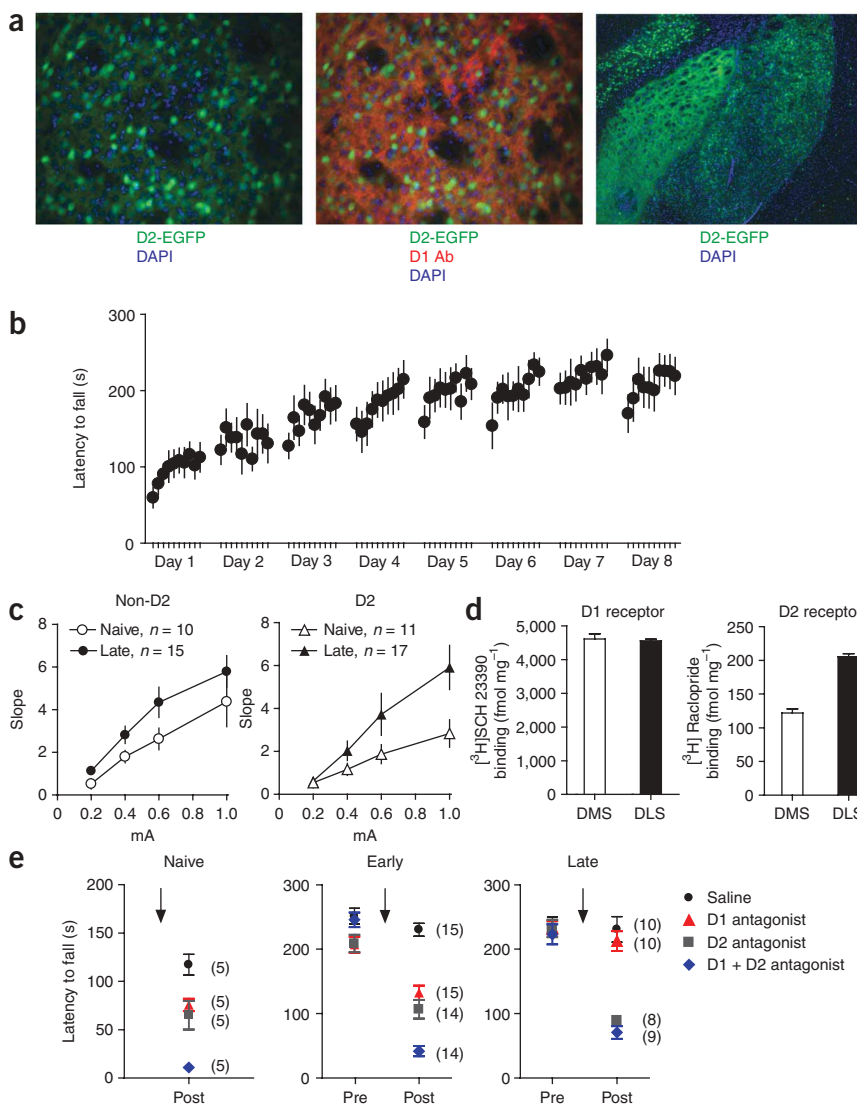 a
D2-EGFP
DAPI
D2-EGFP
D1 Ab
DAPI
D2-EGFP
DAPI
b
Latency to fall (s)
300
200
100
0
Day 1 Day 2 Day 3 Day 4 Day 5 Day 6 Day 7 Day 8
c
Non-D2
Naive, n = 10
Late, n = 15
Slope
6
4
2
0
0 0.2 0.4 0.6 1.0
mA
D2
Naive, n = 11
Late, n = 17
Slope
6
4
2
0
0 0.2 0.4 0.6 1.0
mA
d
D1 receptor
[³H]SCH 23390
binding (fmol mg⁻¹)
5,000
4,000
3,000
2,000
1,000
0
DMS DLS
D2 recepto
[³H] Raclopride
binding (fmol mg⁻¹)
250
200
150
100
50
0
DMS DLS
e
Naive
Latency to fall (s)
200
150
100
50
0
(5)
(5)
(5)
(5)
Post
Early
300
200
100
0
(15)
(15)
(14)
(14)
Pre Post
Late
300
200
100
0
(10)
(10)
(8)
(9)
Pre Post
Saline
D1 antagonist
D2 antagonist
D1 + D2 antagonist